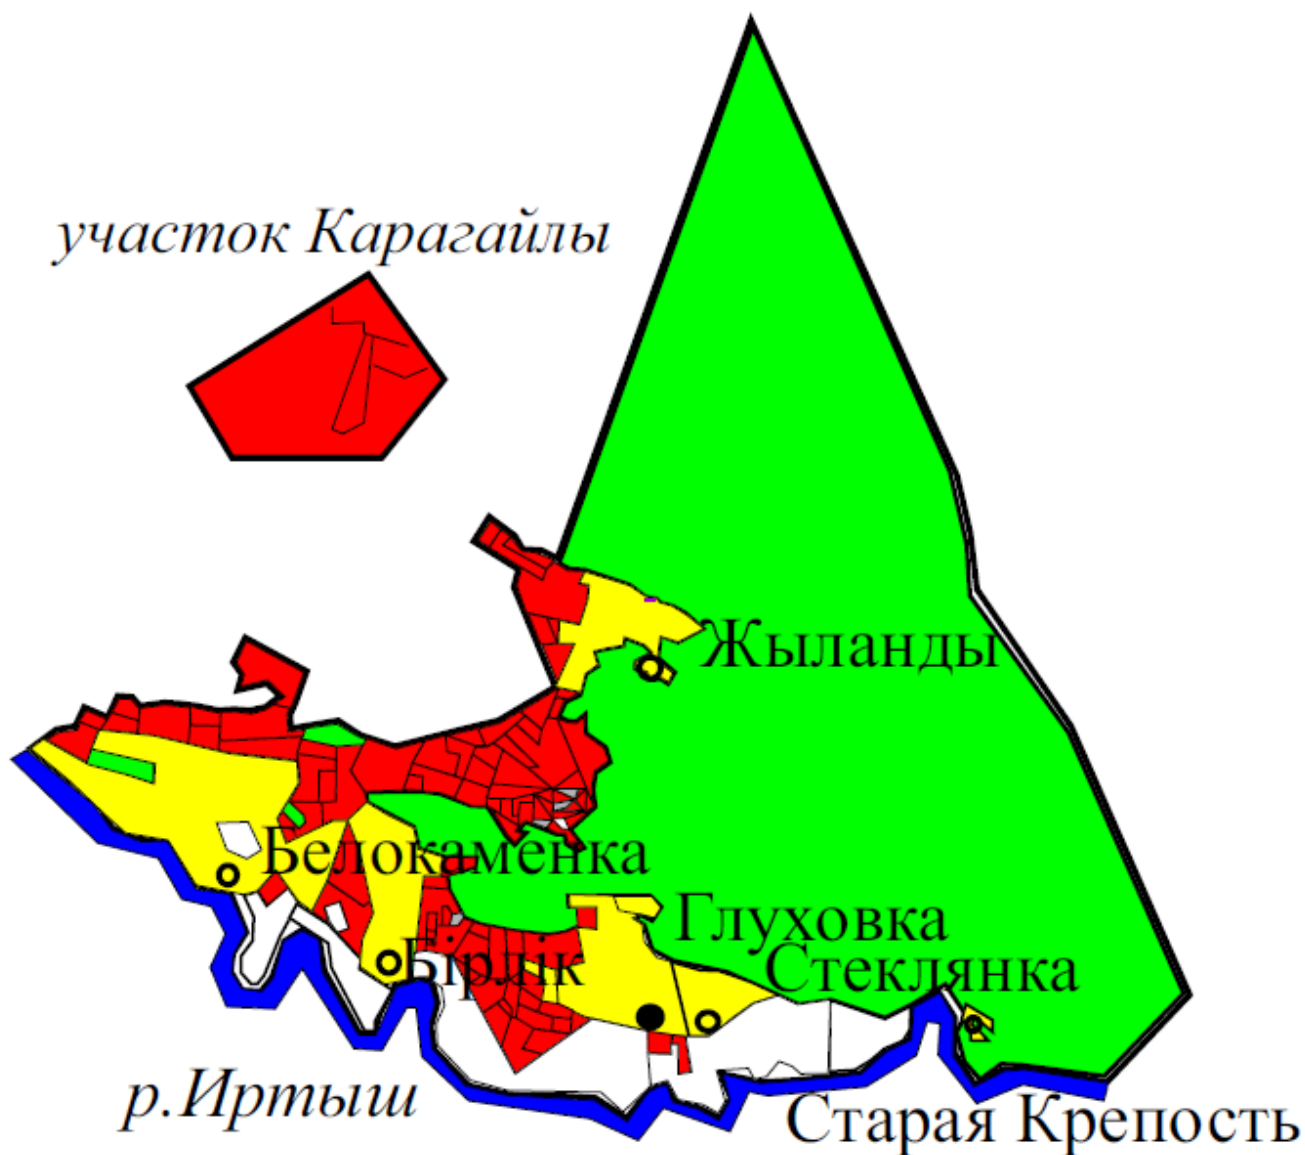 участок Карагайлы
Жыланды
Белокаменка
Глуховка
Бірлік
Стеклянка
р.Иртыш
Старая Крепость